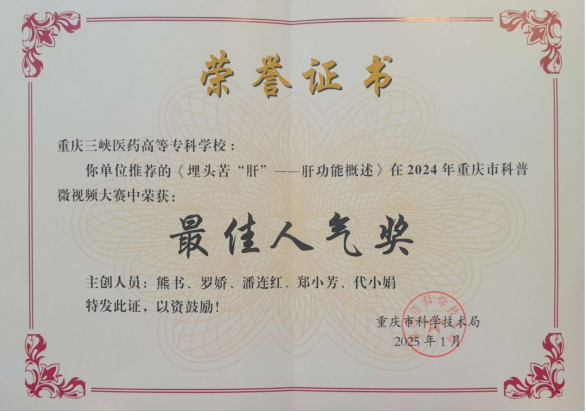 荣誉证书
重庆三峡医药高等专科学校：
你单位推荐的《埋头苦“肝”——肝功能概述》在2024年重庆市科普
微视频大赛中荣获：
最佳人气奖
主创人员：熊书、罗娇、潘连红、郑小芳、代小娟
特发此证，以资鼓励！
重庆市科学技术局
2025年1月